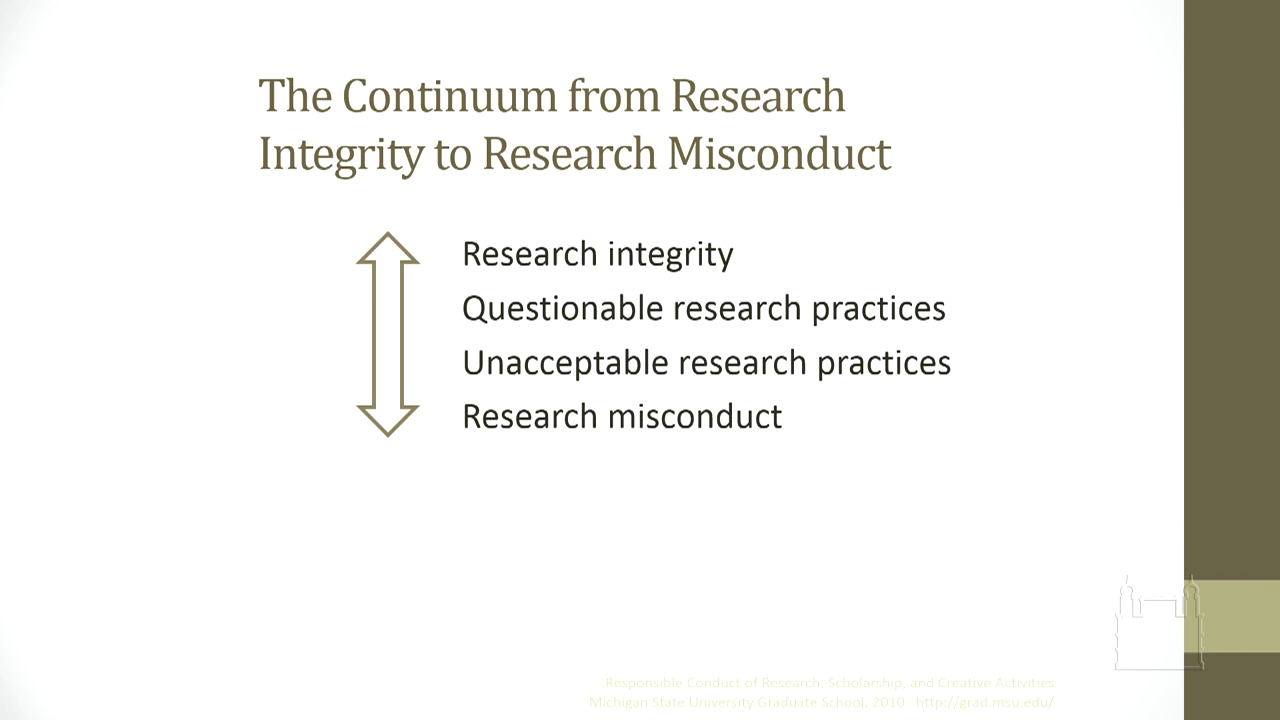 The Continuum from Research
Integrity to Research Misconduct
Research integrity
Questionable research practices
Unacceptable research practices
Research misconduct
Responsible Conduct of Research, Scholarship, and Creative Activities
Michigan State University Graduate School, 2010 http://grad.msu.edu/